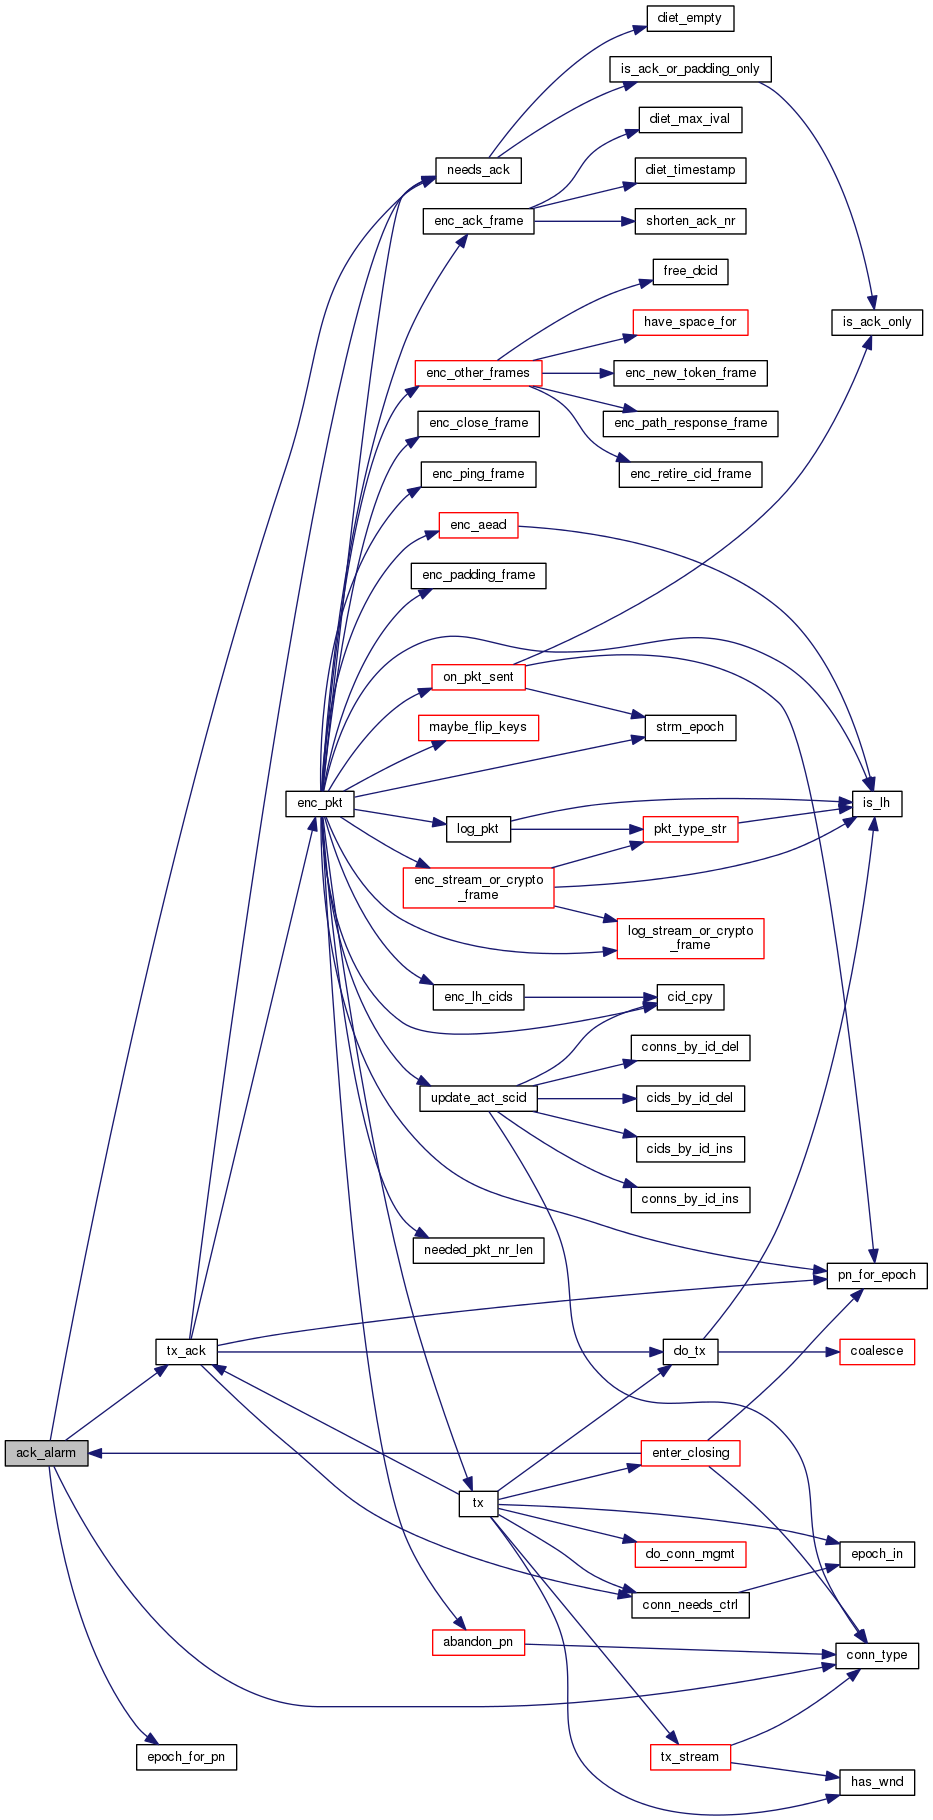 diet_empty
is_ack_or_padding_only
diet_max_ival
needs_ack
diet_timestamp
enc_ack_frame
shorten_ack_nr
free_dcid
have_space_for
is_ack_only
enc_other_frames
enc_new_token_frame
enc_close_frame
enc_path_response_frame
enc_ping_frame
enc_retire_cid_frame
enc_aead
enc_padding_frame
on_pkt_sent
maybe_flip_keys
strm_epoch
enc_pkt
is_lh
log_pkt
pkt_type_str
enc_stream_or_crypto
_frame
log_stream_or_crypto
_frame
enc_lh_cids
cid_cpy
conns_by_id_del
update_act_scid
cids_by_id_del
cids_by_id_ins
conns_by_id_ins
needed_pkt_nr_len
pn_for_epoch
tx_ack
do_tx
coalesce
ack_alarm
enter_closing
tx
do_conn_mgmt
epoch_in
conn_needs_ctrl
abandon_pn
conn_type
epoch_for_pn
tx_stream
has_wnd